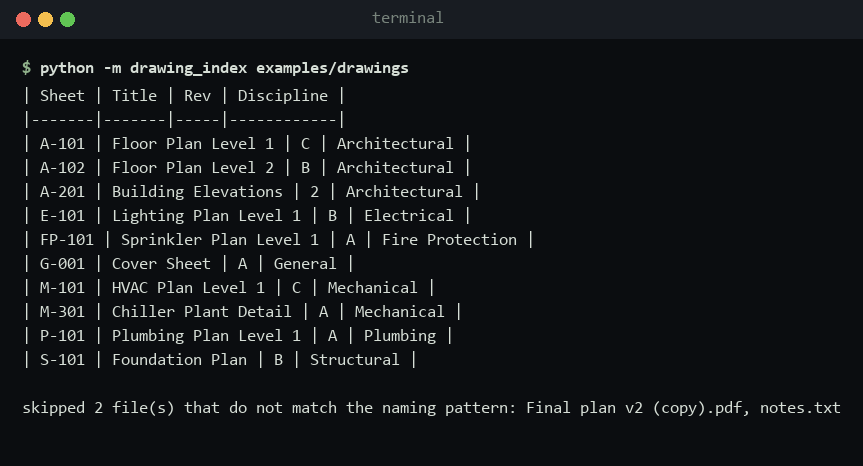 terminal
$ python -m drawing_index examples/drawings
| Sheet | Title | Rev | Discipline |
|-------|-------|-----|------------|
| A-101 | Floor Plan Level 1 | C | Architectural |
| A-102 | Floor Plan Level 2 | B | Architectural |
| A-201 | Building Elevations | 2 | Architectural |
| E-101 | Lighting Plan Level 1 | B | Electrical |
| FP-101 | Sprinkler Plan Level 1 | A | Fire Protection |
| G-001 | Cover Sheet | A | General |
| M-101 | HVAC Plan Level 1 | C | Mechanical |
| M-301 | Chiller Plant Detail | A | Mechanical |
| P-101 | Plumbing Plan Level 1 | A | Plumbing |
| S-101 | Foundation Plan | B | Structural |
skipped 2 file(s) that do not match the naming pattern: Final plan v2 (copy).pdf, notes.txt